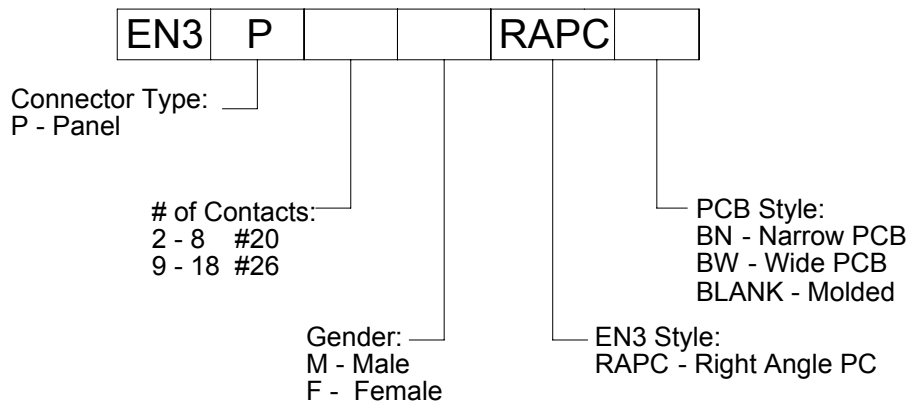 EN3 P RAPC
Connector Type:
P - Panel
# of Contacts:
2 - 8 #20
9 - 18 #26
Gender:
M - Male
F - Female
EN3 Style:
RAPC - Right Angle PC
PCB Style:
BN - Narrow PCB
BW - Wide PCB
BLANK - Molded